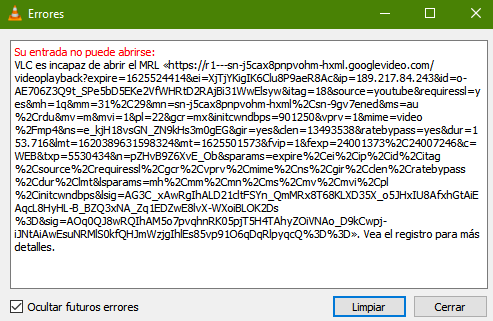 Errores
Su entrada no puede abrirse:
VLC es incapaz de abrir el MRL «https://r1---sn-j5cax8pnpvohm-hxml.googlevideo.com/
videoplayback?expire=1625524414&ei=XjTjYKigIK6Clu8P9aeR8Ac&ip=189.217.84.243&id=o-
AE706Z3Q9t_SPe5bD5EKe2VfWHRtD2RAjBi31WwElsyw&itag=18&source=youtube&requiressl=y
es&mh=1q&mm=31%2C29&mn=sn-j5cax8pnpvohm-hxml%2Csn-9gv7ened&ms=au
%2Crdu&mv=m&mvi=1&pl=22&gcr=mx&initcwndbps=901250&vprv=1&mime=video
%2Fmp4&ns=e_kjH18vsGN_ZN9kHs3m0gEG&gir=yes&clen=13493538&ratebypass=yes&dur=1
53.716&lmt=1620389631598324&mt=1625501573&fvip=1&fexp=24001373%2C24007246&c=
WEB&txp=5530434&n=pZHvB9Z6XvE_Ob&sparams=expire%2Cei%2Cip%2Cid%2Citag
%2Csource%2Crequiressl%2Cgcr%2Cvprv%2Cmime%2Cns%2Cgir%2Cclen%2Cratebypass
%2Cdur%2Clmt&lsparams=mh%2Cmm%2Cmn%2Cms%2Cmv%2Cmvi%2Cpl
%2Cinitcwndbps&lsig=AG3C_xAwRgIhALD21cltFSYn_QmMRx8T68KLXD35X_o5JHxIU8AfxhGtAiE
AqcL8HyHL-B_BZQ3xNA_Zq1EDZwE8lvX-WXoiBLOK2Ds
%3D&sig=AOq0QJ8wRQIhAM5o7pvqhnRK05pjT5H4TAhyZOiVNAo_D9kCwpj-
iJNtAiAwEsuNRMlS0kfQHJmWzjgIhlEs85vp91O6qDqRlpyqcQ%3D%3D». Vea el registro para más
detalles.
Ocultar futuros errores
Limpiar
Cerrar